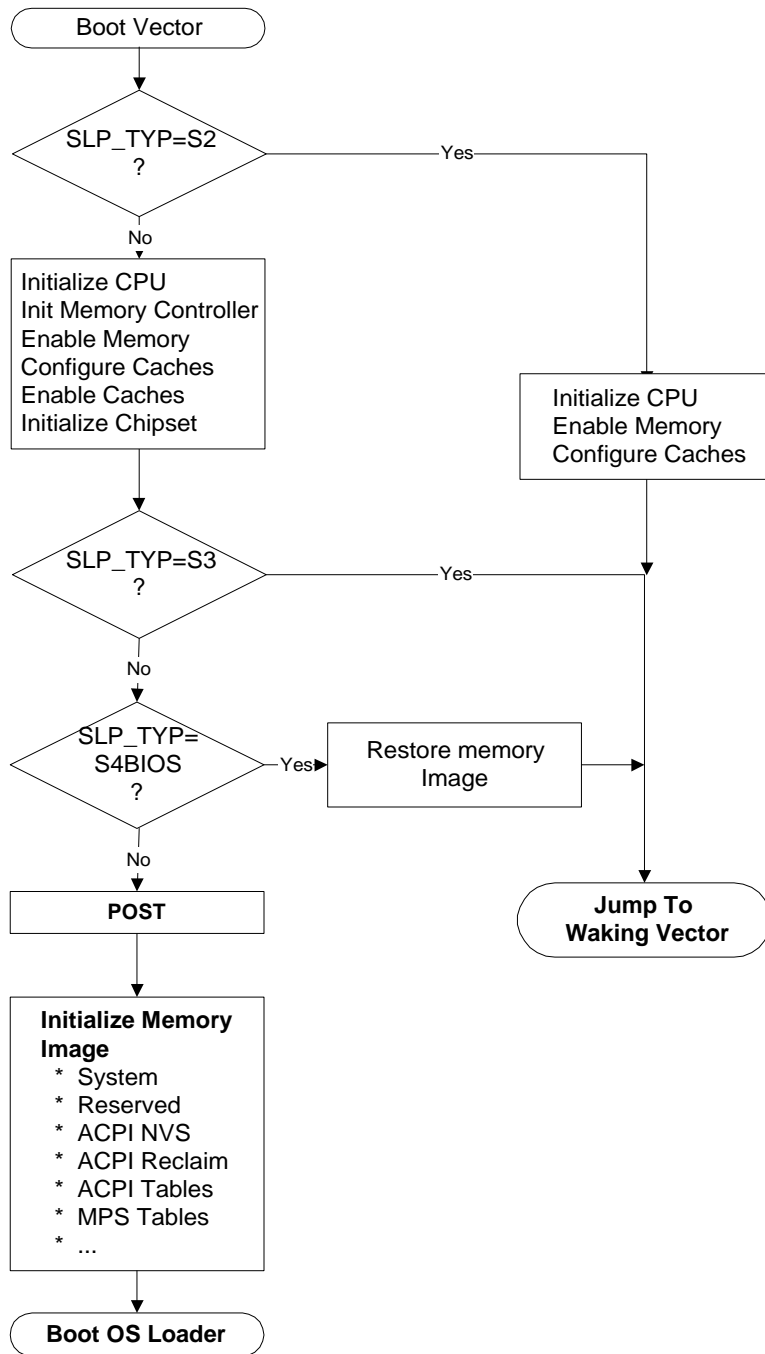 Boot Vector
SLP_TYP=S2
?
Yes
No
Initialize CPU
Init Memory Controller
Enable Memory
Configure Caches
Enable Caches
Initialize Chipset
Initialize CPU
Enable Memory
Configure Caches
SLP_TYP=S3
?
Yes
No
SLP_TYP=
S4BIOS
?
Yes
Restore memory
Image
No
POST
Jump To
Waking Vector
Initialize Memory
Image
* System
* Reserved
* ACPI NVS
* ACPI Reclaim
* ACPI Tables
* MPS Tables
* ...
Boot OS Loader